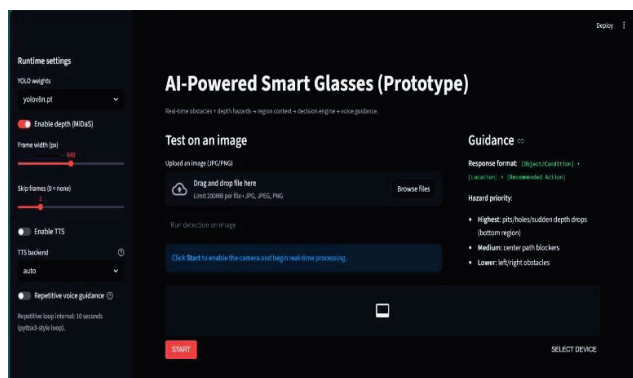 Deploy
Runtime settings
YOLO weights
yolov8n.pt
Enable depth (MiDaS)
Frame width (px)
640
Skip frames (0 = none)
Enable TTS
TTS backend
auto
Repetitive voice guidance
Repetitive loop interval: 10 seconds
(pyttsx3-style loop).
AI-Powered Smart Glasses (Prototype)
Real-time obstacles + depth hazards → region context → decision engine → voice guidance.
Test on an image
Upload an image (JPG/PNG)
Drag and drop file here
Limit 200MB per file • JPG, JPEG, PNG
Browse files
Run detection on image
Click Start to enable the camera and begin real-time processing.
START
SELECT DEVICE
Guidance
Response format: [Object/Condition] +
[Location] + [Recommended Action]
Hazard priority:
• Highest: pits/holes/sudden depth drops
(bottom region)
• Medium: center path blockers
• Lower: left/right obstacles